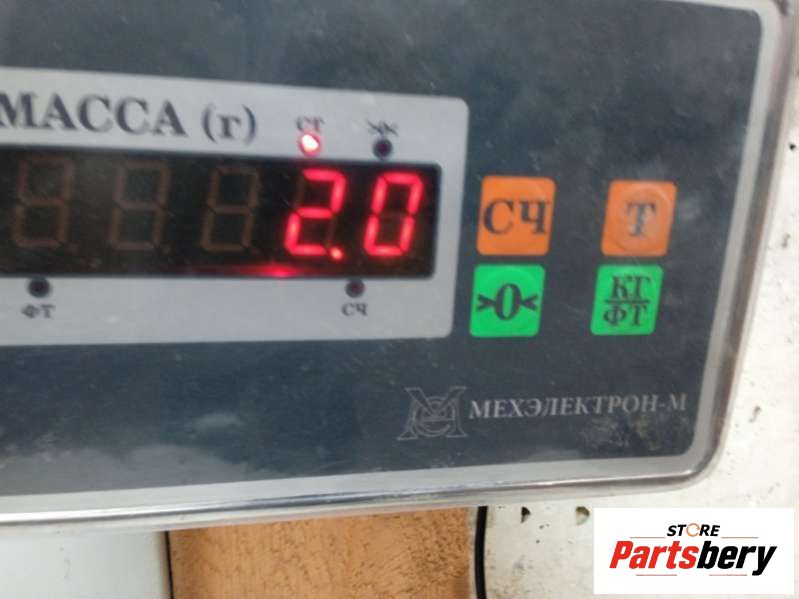 МАССА (г)
СТ
2.0
СЧ
Т
>0<
КГ
ФТ
ФТ
СЧ
МЕХЭЛЕКТРОН-М
STORE
Partsbery